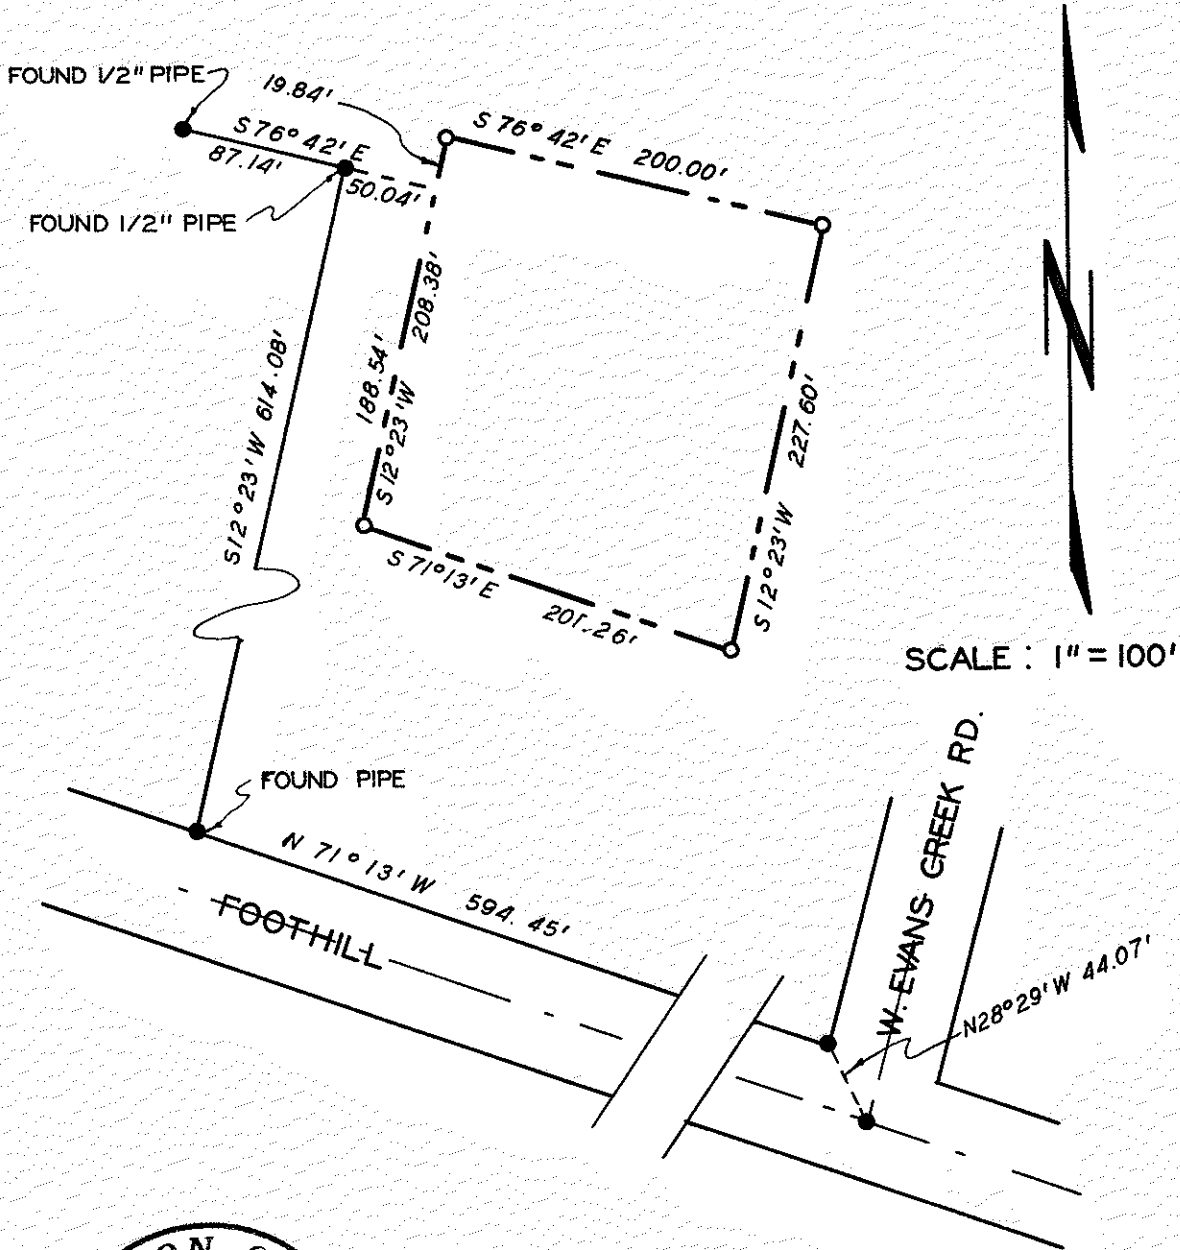 FOUND 1/2" PIPE
19.84'
S 76° 42' E 200.00'
S 76° 42' E
87.14'
50.04'
FOUND 1/2" PIPE
208.38'
188.54'
S 12° 23' W
S 12° 23' W 614.08'
227.60'
S 12° 23' W
S 71° 13' E 201.26'
N
SCALE : 1" = 100'
FOUND PIPE
N 71° 13' W 594.45'
FOOTHILL
W. EVANS CREEK RD.
N28°29' W 44.07'